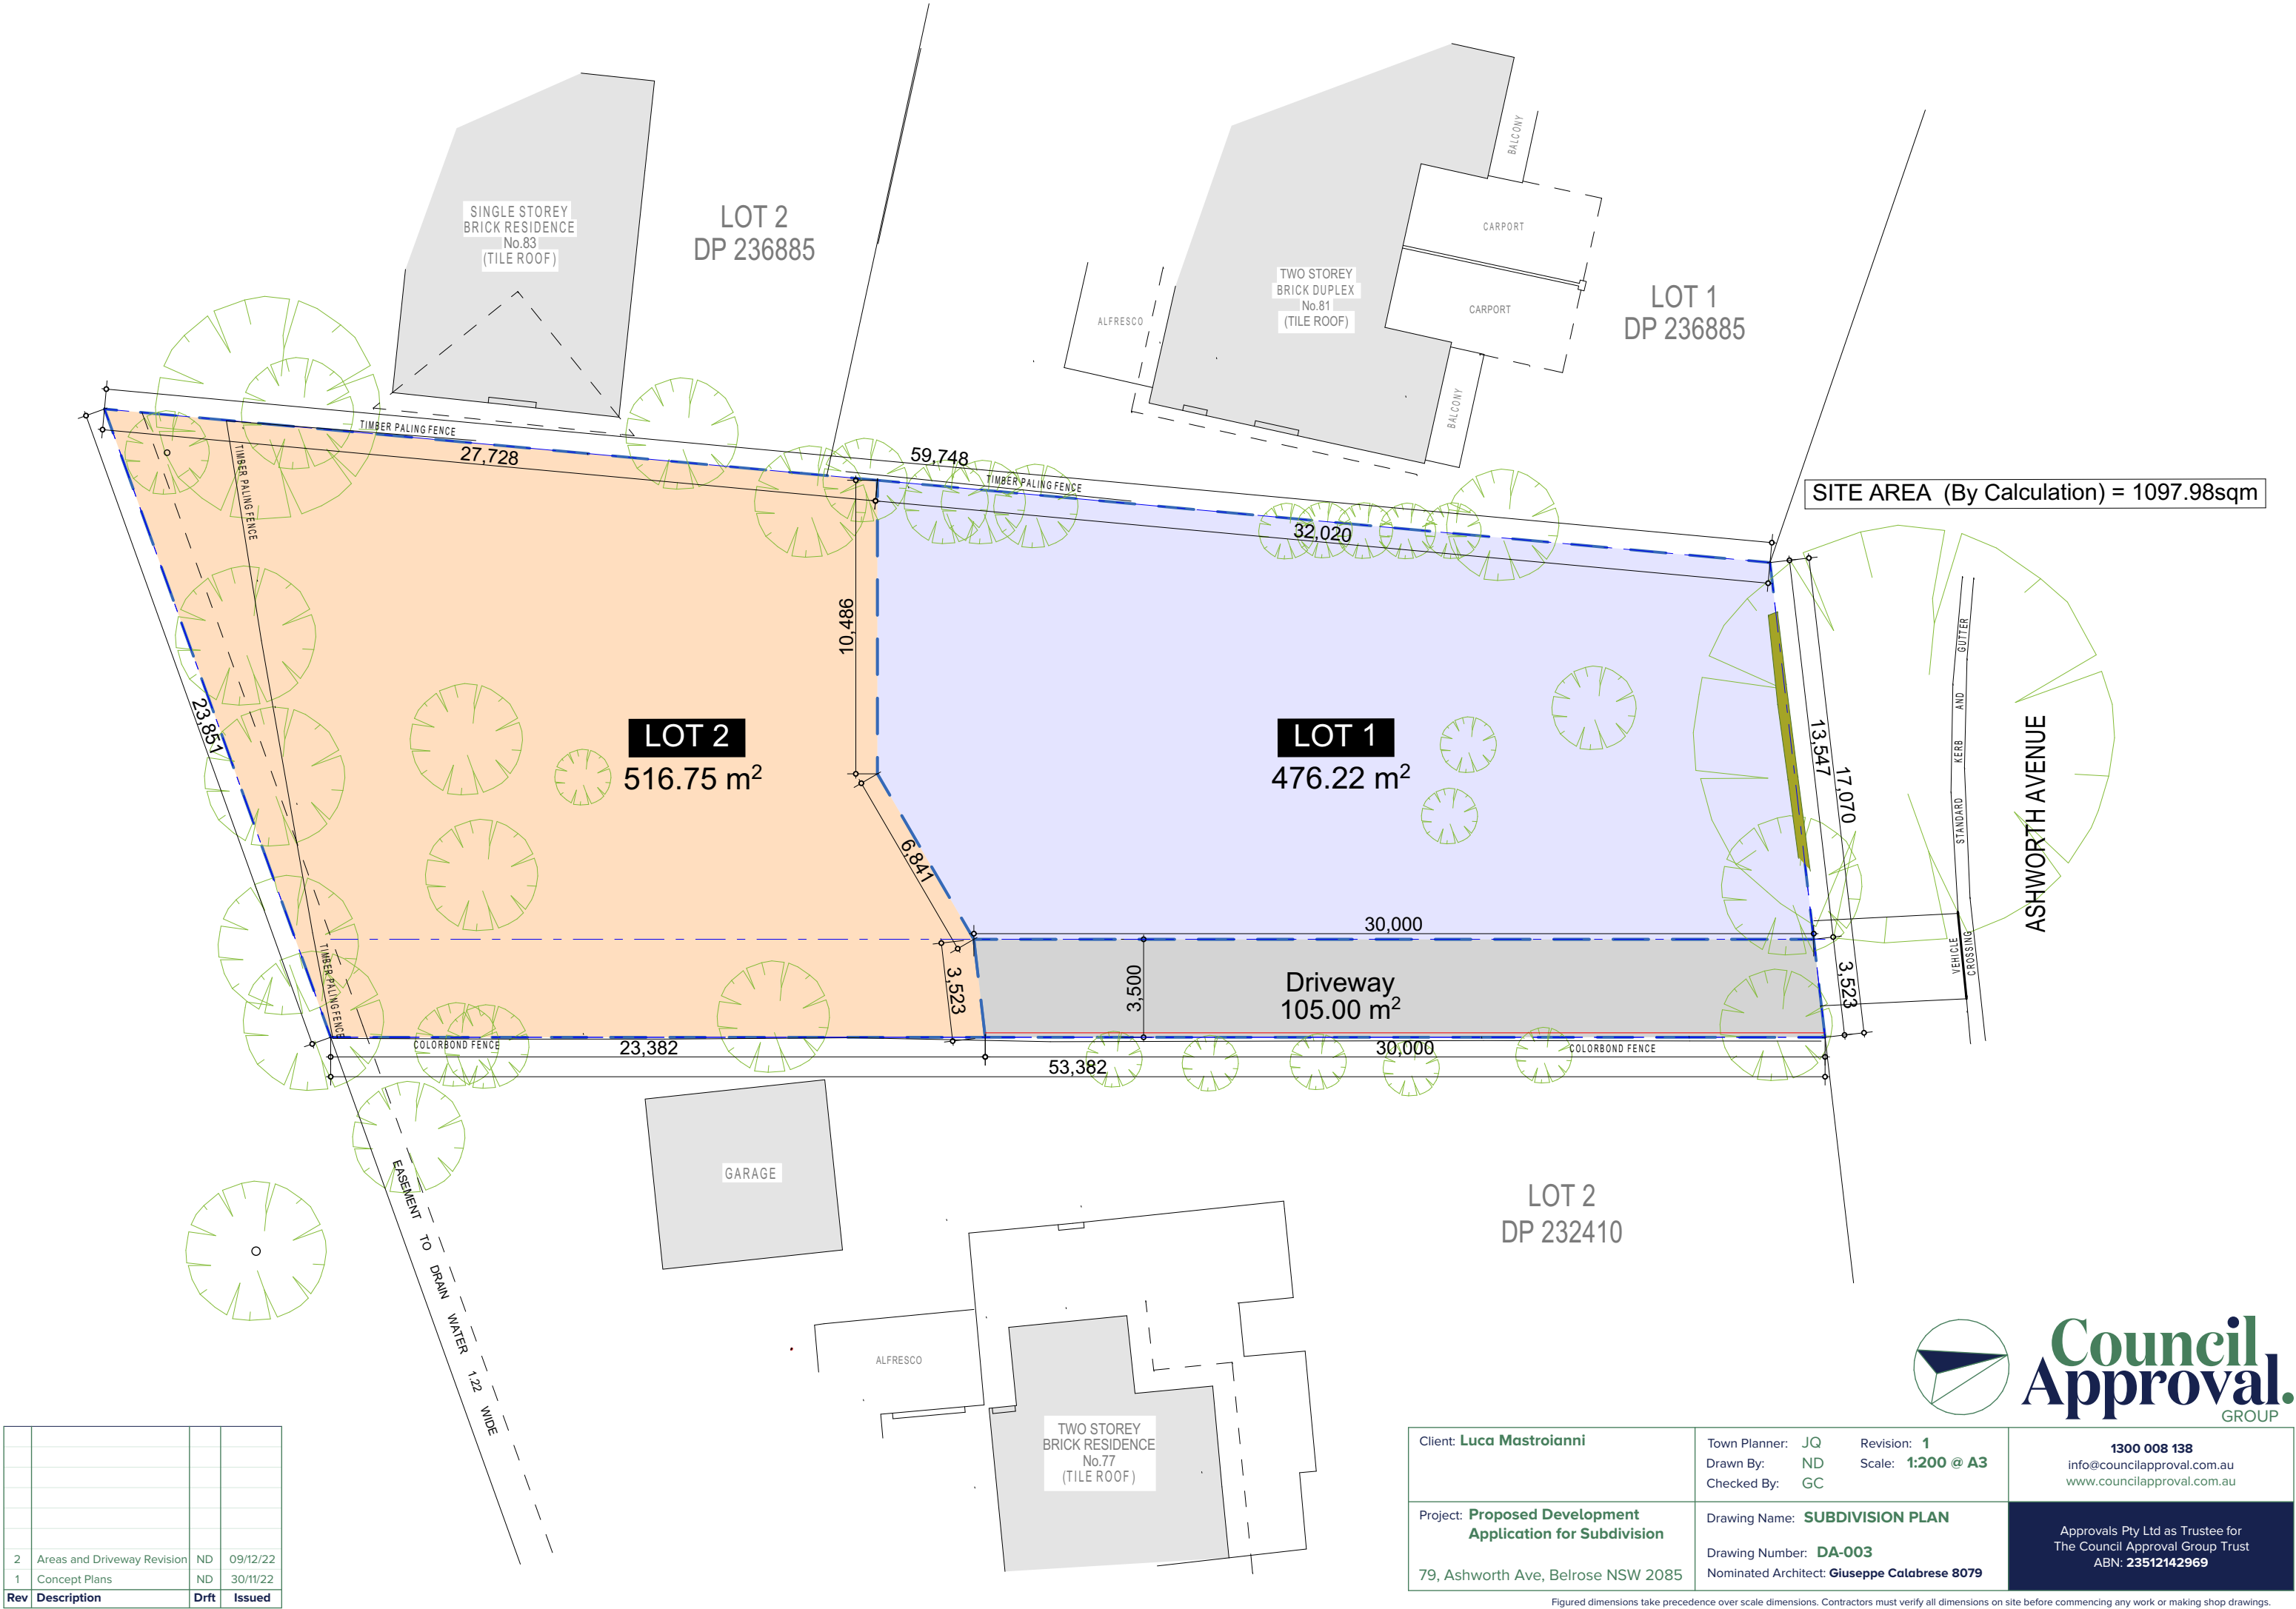 SINGLE STOREY
BRICK RESIDENCE
No.83
(TILE ROOF)
LOT 2
DP 236885
BALCONY
CARPORT
CARPORT
TWO STOREY
BRICK DUPLEX
No.81
(TILE ROOF)
ALFRESCO
LOT 1
DP 236885
BALCONY
TIMBER PALING FENCE
27,728
59,748
TIMBER PALING FENCE
TIMBER PALING FENCE
32,020
SITE AREA (By Calculation) = 1097.98sqm
10,486
23,851
LOT 2
516.75 m²
LOT 1
476.22 m²
13,547
17,070
STANDARD KERB AND GUTTER
ASHWORTH AVENUE
6,841
30,000
VEHICLE
CROSSING
TIMBER PALING FENCE
3,523
3,500
Driveway
105.00 m²
3,523
COLORBOND FENCE
23,382
30,000
COLORBOND FENCE
53,382
GARAGE
EASEMENT TO DRAIN WATER 1.22 WIDE
LOT 2
DP 232410
ALFRESCO
TWO STOREY
BRICK RESIDENCE
No.77
(TILE ROOF)
Council
Approval.
GROUP
Client: Luca Mastroianni
Town Planner: JQ Revision: 1
Drawn By: ND Scale: 1:200 @ A3
Checked By: GC
1300 008 138
info@councilapproval.com.au
www.councilapproval.com.au
Project: Proposed Development
Application for Subdivision
79, Ashworth Ave, Belrose NSW 2085
Drawing Name: SUBDIVISION PLAN
Drawing Number: DA-003
Nominated Architect: Giuseppe Calabrese 8079
Approvals Pty Ltd as Trustee for
The Council Approval Group Trust
ABN: 23512142969
2 Areas and Driveway Revision ND 09/12/22
1 Concept Plans ND 30/11/22
Rev Description Drft Issued
Figured dimensions take precedence over scale dimensions. Contractors must verify all dimensions on site before commencing any work or making shop drawings.